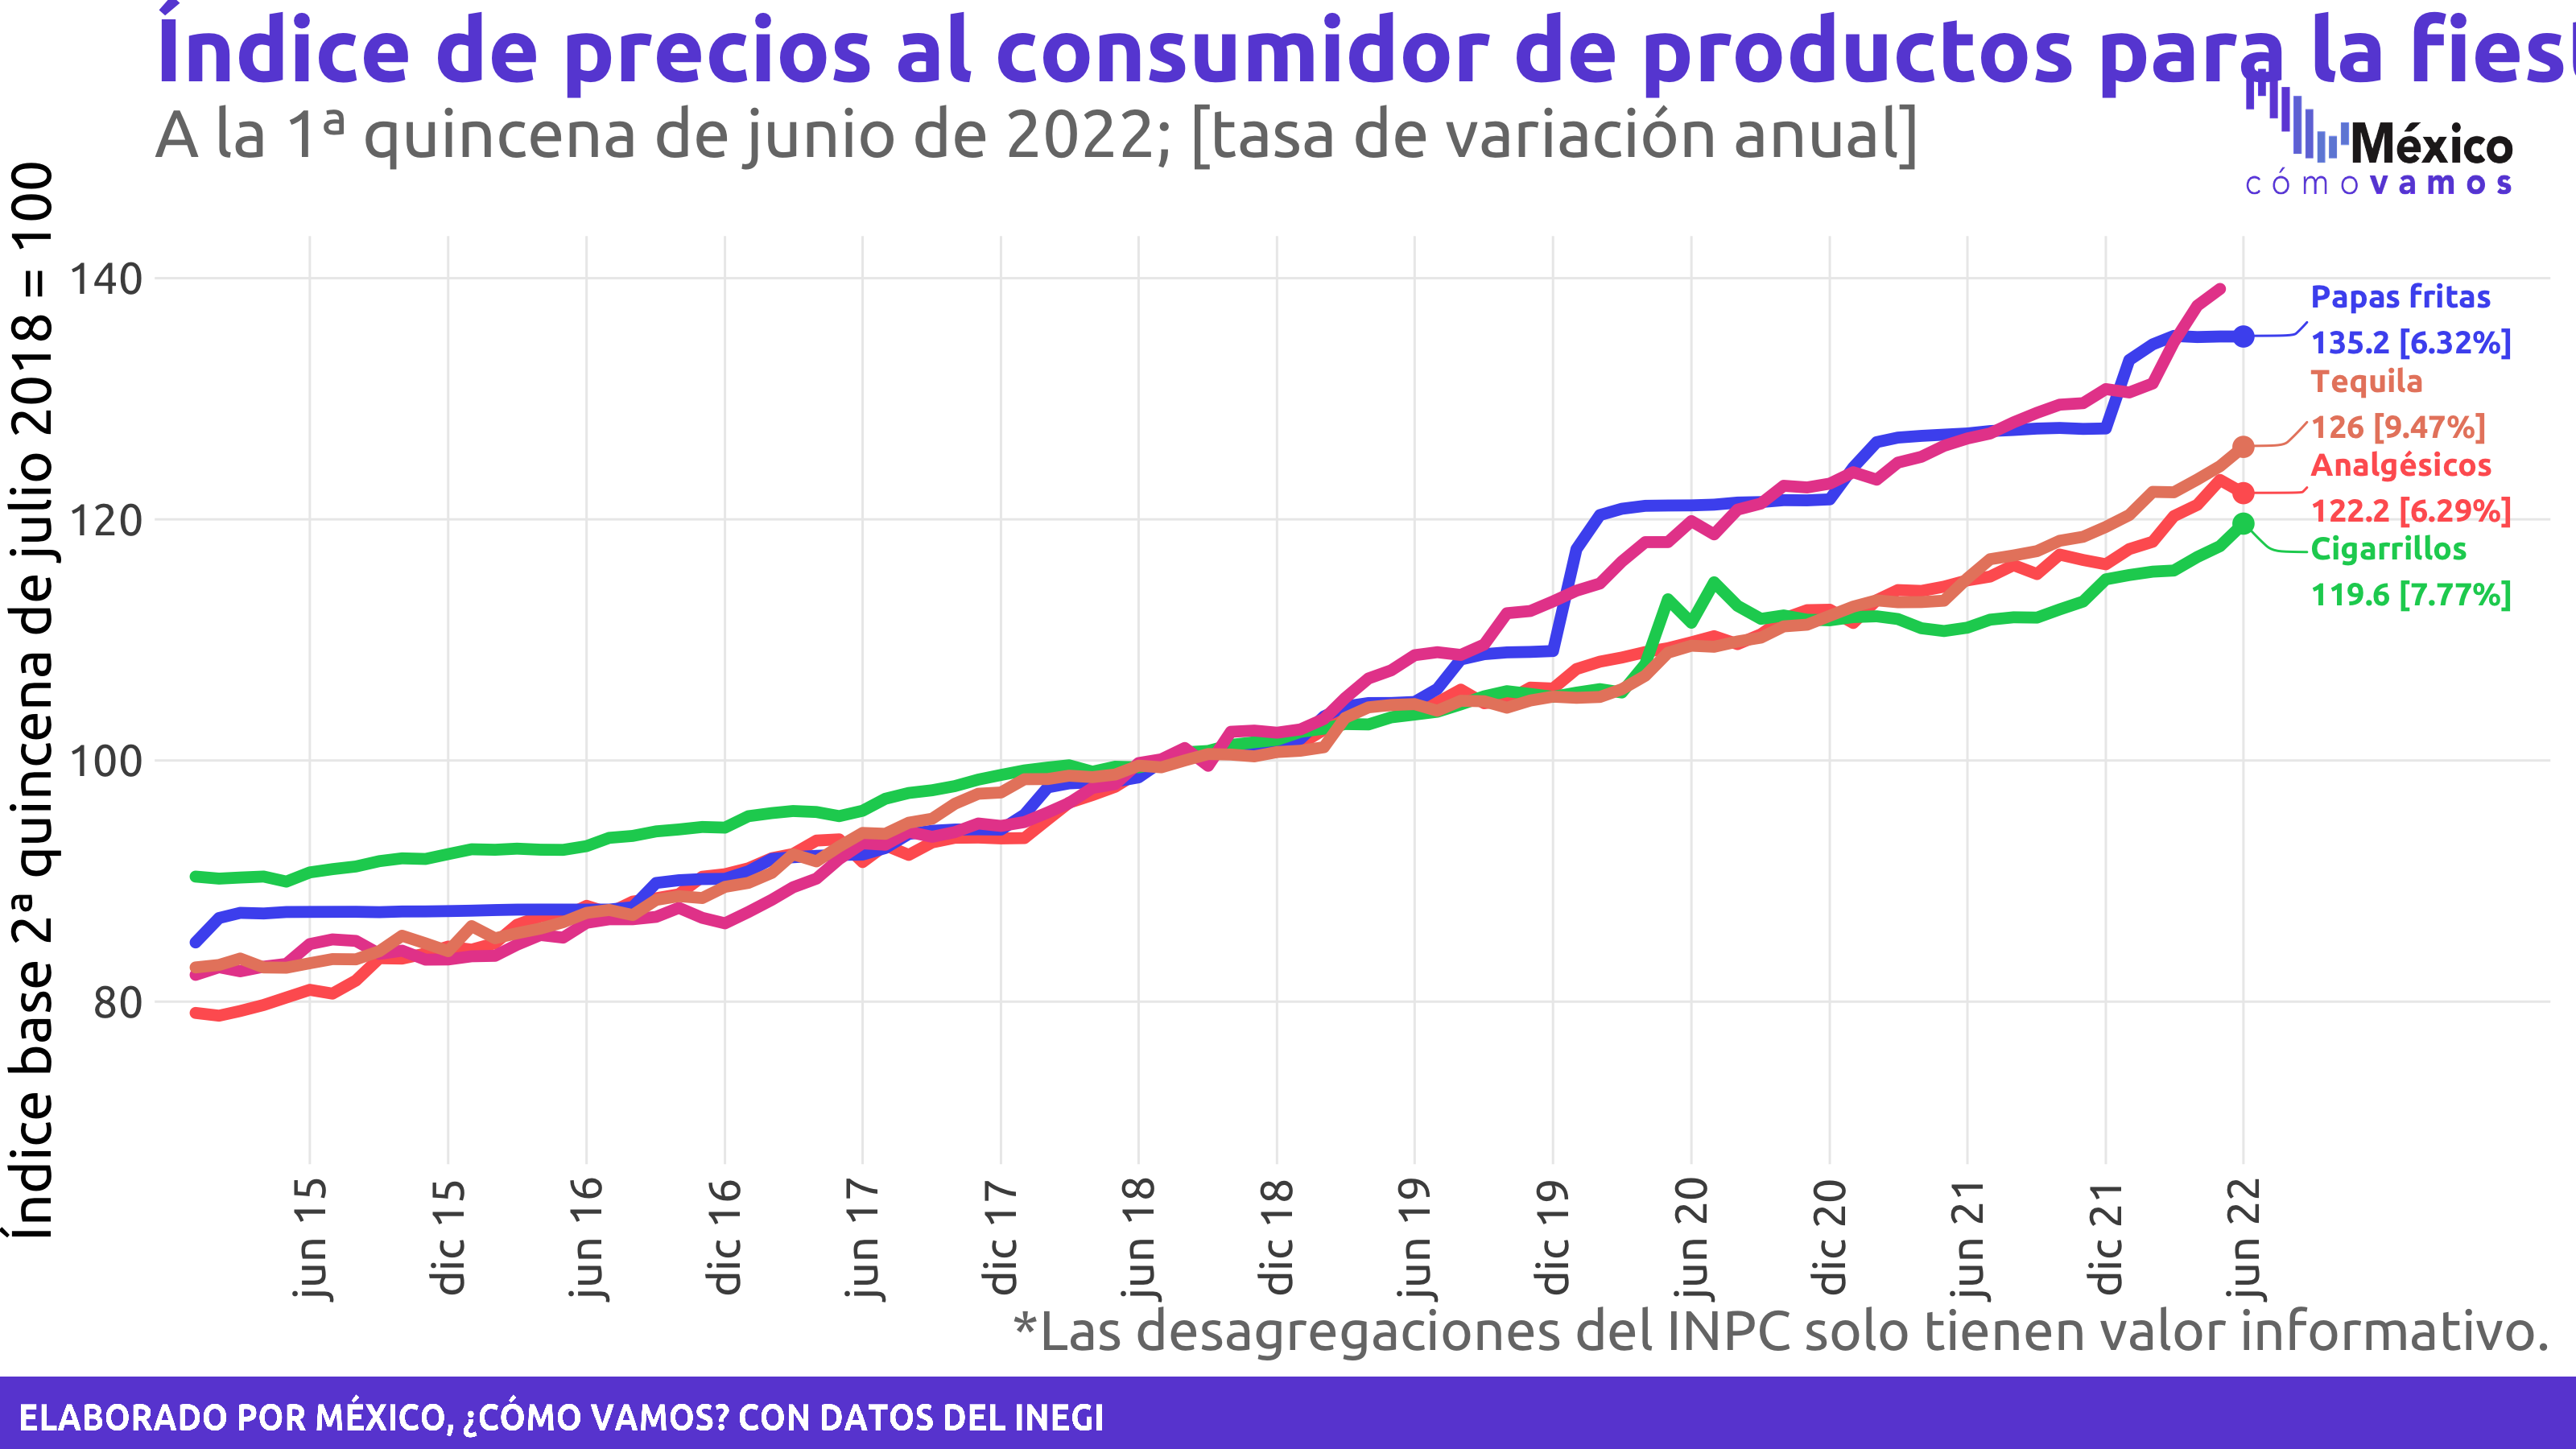 Índice de precios al consumidor de productos para la fies
A la 1ª quincena de junio de 2022; [tasa de variación anual]
México
cómo vamos
Índice base 2ª quincena de julio 2018 = 100
140
120
100
80
Papas fritas
135.2 [6.32%]
Tequila
126 [9.47%]
Analgésicos
122.2 [6.29%]
Cigarrillos
119.6 [7.77%]
jun 15
dic 15
jun 16
dic 16
jun 17
dic 17
jun 18
dic 18
jun 19
dic 19
jun 20
dic 20
jun 21
dic 21
jun 22
*Las desagregaciones del INPC solo tienen valor informativo.
ELABORADO POR MÉXICO, ¿CÓMO VAMOS? CON DATOS DEL INEGI